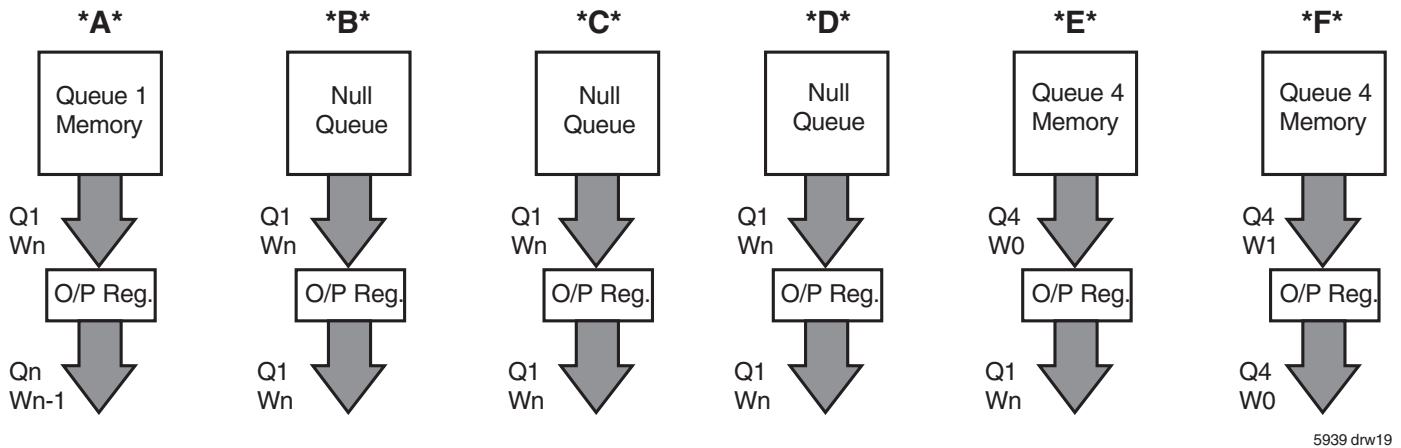 *A*
*B*
*C*
*D*
*E*
*F*
Queue 1
Memory
Null
Queue
Null
Queue
Null
Queue
Queue 4
Memory
Queue 4
Memory
Q1
Wn
Q1
Wn
Q1
Wn
Q1
Wn
Q4
W0
Q4
W1
O/P Reg.
O/P Reg.
O/P Reg.
O/P Reg.
O/P Reg.
O/P Reg.
Qn
Wn-1
Q1
Wn
Q1
Wn
Q1
Wn
Q1
Wn
Q4
W0
5939 drw19